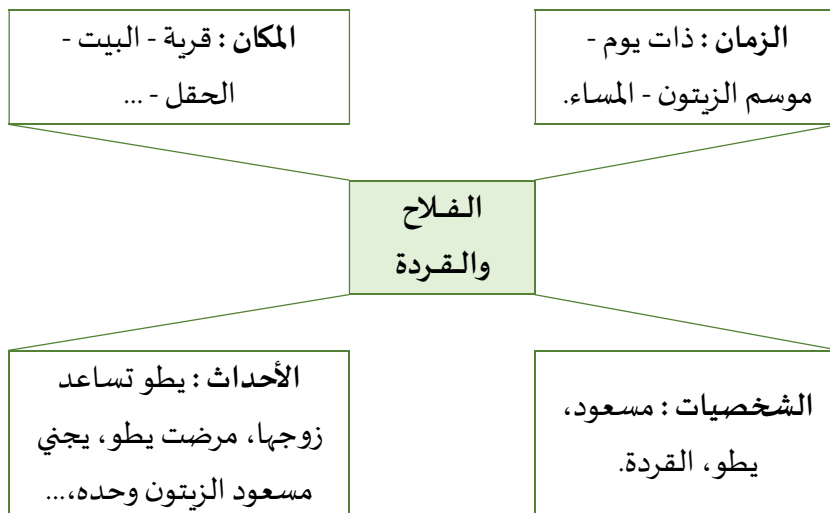 الزمان : ذات يوم -
موسم الزيتون - المساء.
المكان : قرية - البيت -
الحقل - ...
الفلاح
والقردة
الشخصيات : مسعود،
يطو، القردة.
الأحداث : يطو تساعد
زوجها، مرضت يطو، يجني
مسعود الزيتون وحده،...